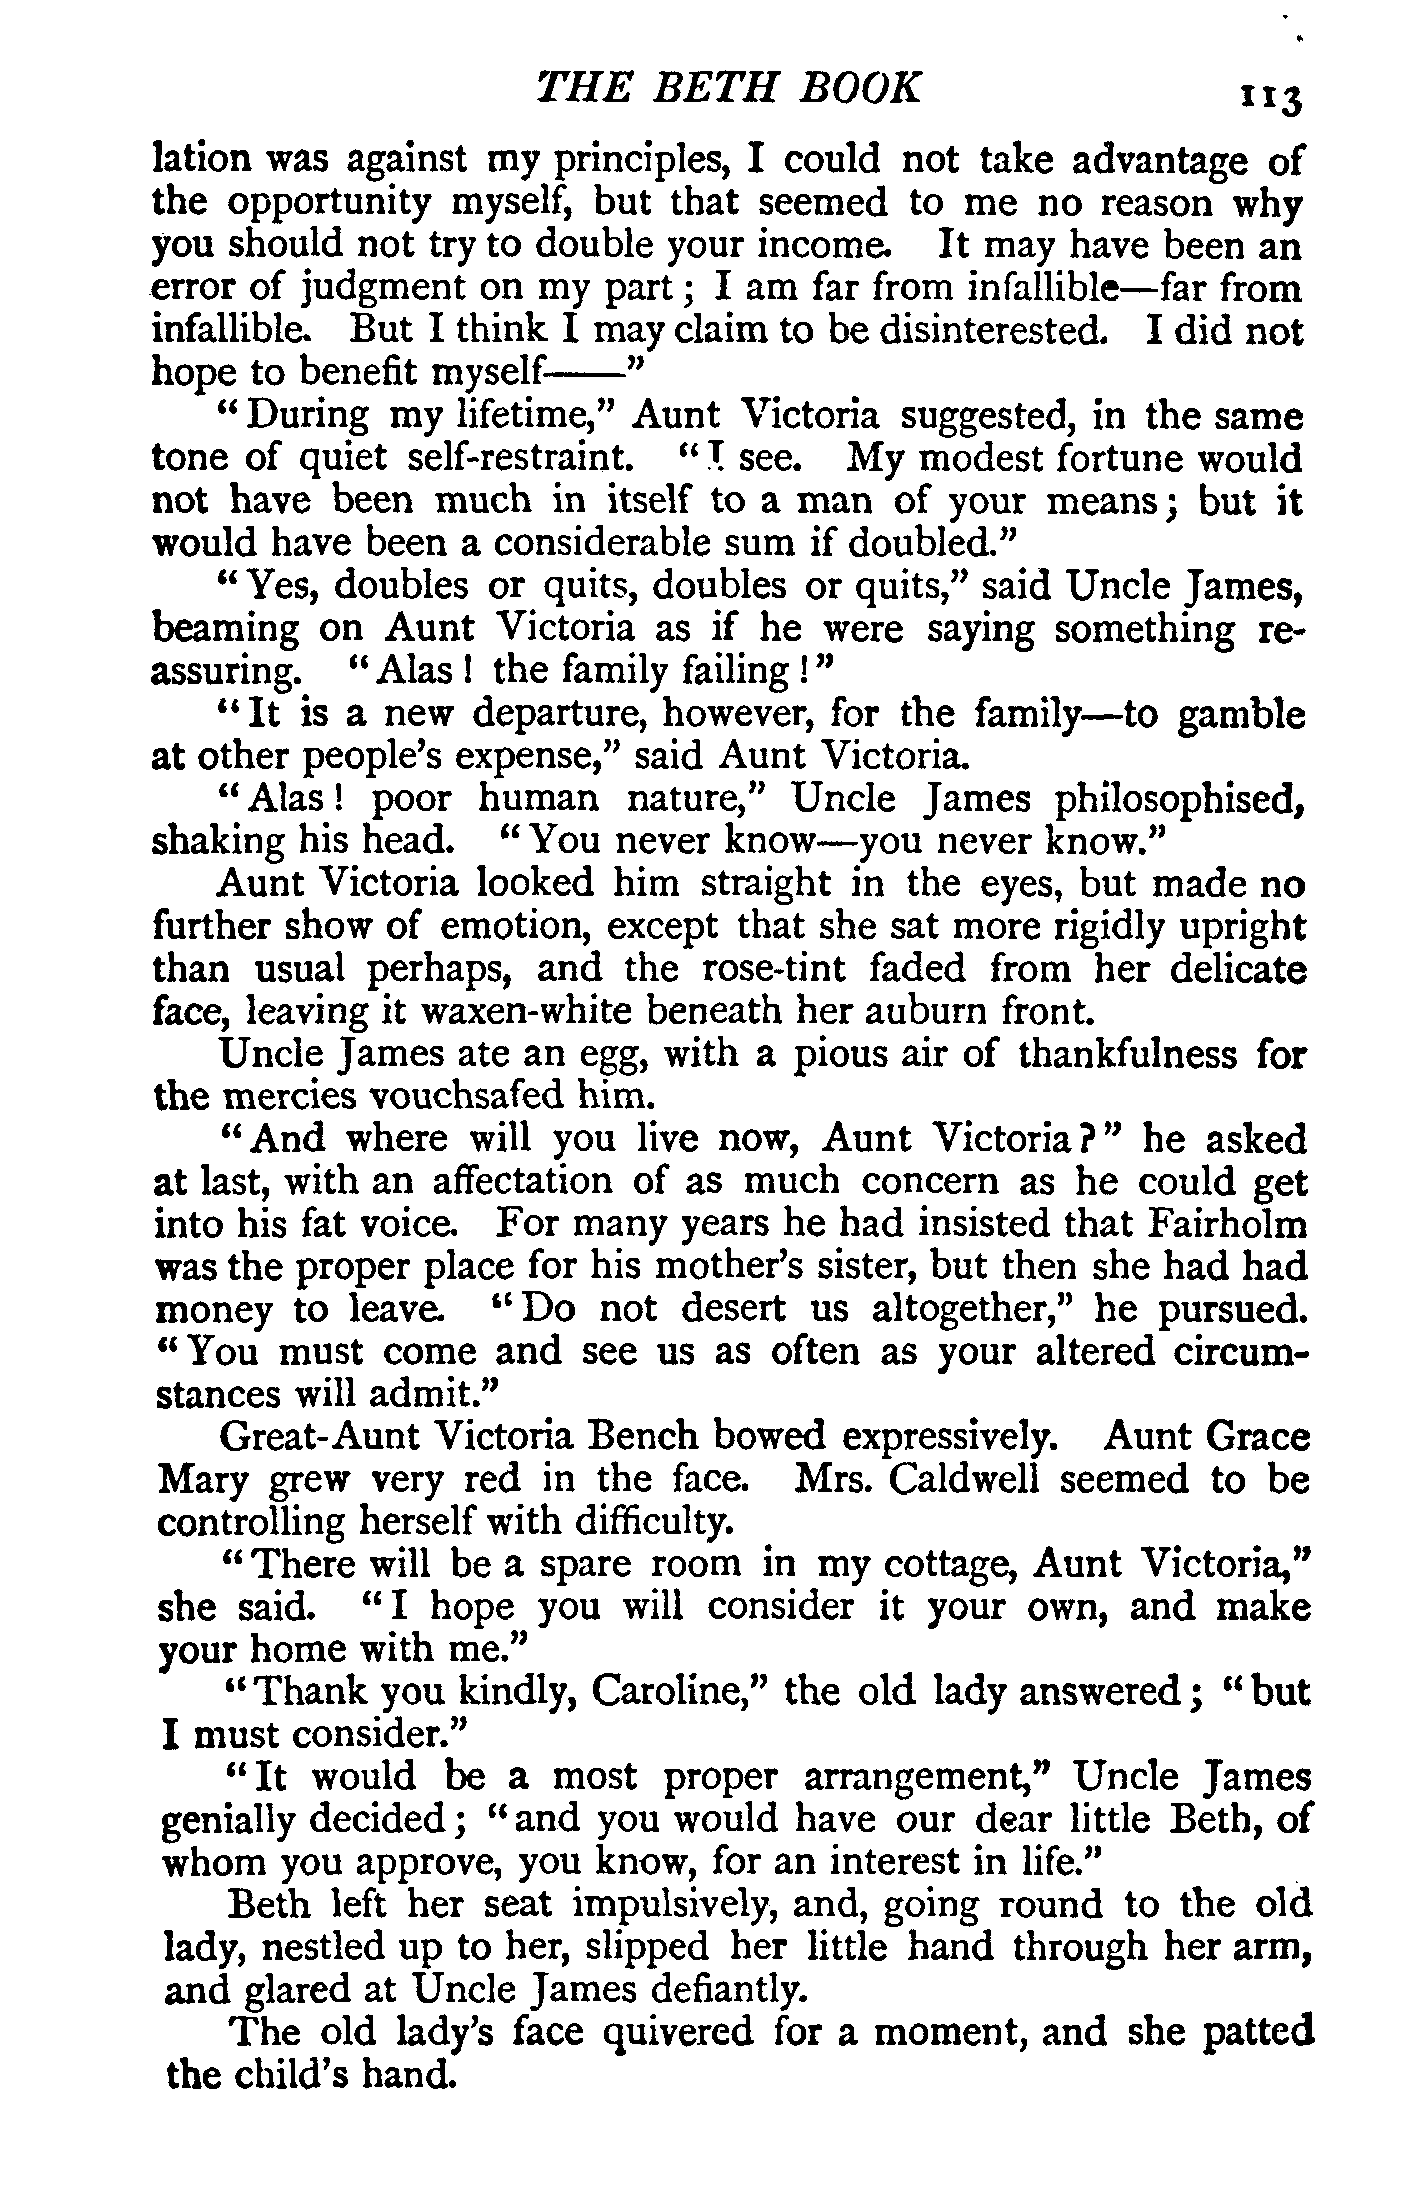 THE BETH BOOK 113
lation was against my principles, I could not take advantage of
the opportunity myself, but that seemed to me no reason why
you should not try to double your income. It may have been an
error of judgment on my part; I am far from infallible—far from
infallible. But I think I may claim to be disinterested. I did not
hope to benefit myself——"
"During my lifetime," Aunt Victoria suggested, in the same
tone of quiet self-restraint. "I see. My modest fortune would
not have been much in itself to a man of your means; but it
would have been a considerable sum if doubled."
"Yes, doubles or quits, doubles or quits," said Uncle James,
beaming on Aunt Victoria as if he were saying something re-
assuring. "Alas! the family failing!"
"It is a new departure, however, for the family—to gamble
at other people's expense," said Aunt Victoria.
"Alas! poor human nature," Uncle James philosophised,
shaking his head. "You never know—you never know."
Aunt Victoria looked him straight in the eyes, but made no
further show of emotion, except that she sat more rigidly upright
than usual perhaps, and the rose-tint faded from her delicate
face, leaving it waxen-white beneath her auburn front.
Uncle James ate an egg, with a pious air of thankfulness for
the mercies vouchsafed him.
"And where will you live now, Aunt Victoria?" he asked
at last, with an affectation of as much concern as he could get
into his fat voice. For many years he had insisted that Fairholm
was the proper place for his mother's sister, but then she had had
money to leave. "Do not desert us altogether," he pursued.
"You must come and see us as often as your altered circum-
stances will admit."
Great-Aunt Victoria Bench bowed expressively. Aunt Grace
Mary grew very red in the face. Mrs. Caldwell seemed to be
controlling herself with difficulty.
"There will be a spare room in my cottage, Aunt Victoria,"
she said. "I hope you will consider it your own, and make
your home with me."
"Thank you kindly, Caroline," the old lady answered; "but
I must consider."
"It would be a most proper arrangement," Uncle James
genially decided; "and you would have our dear little Beth, of
whom you approve, you know, for an interest in life."
Beth left her seat impulsively, and, going round to the old
lady, nestled up to her, slipped her little hand through her arm,
and glared at Uncle James defiantly.
The old lady's face quivered for a moment, and she patted
the child's hand.